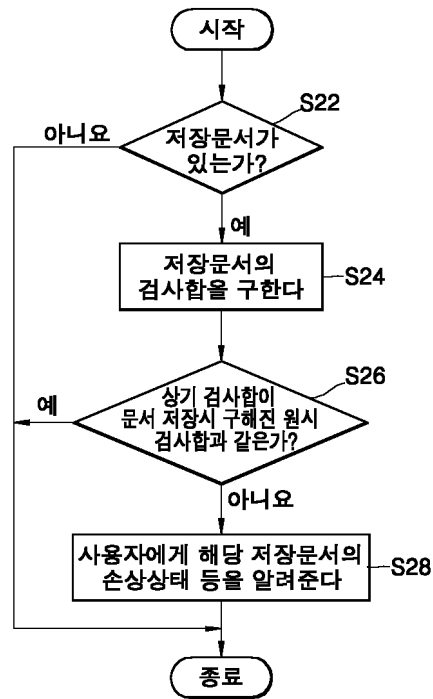 시작
S22
아니요
저장문서가
있는가?
예
저장문서의
검사합을 구한다
S24
S26
상기 검사합이
문서 저장시 구해진 원시
검사합과 같은가?
예
아니요
사용자에게 해당 저장문서의
손상상태 등을 알려준다
S28
종료